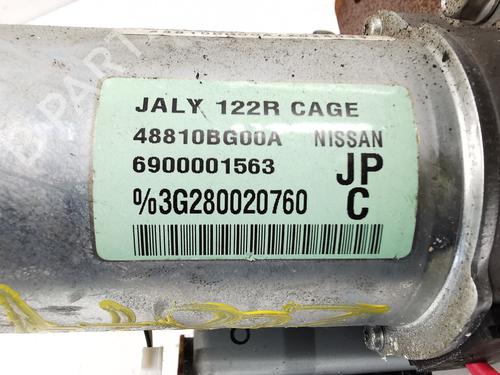 JALY 122R CAGE
48810BG00A NISSAN
6900001563 JP
%3G280020760 C